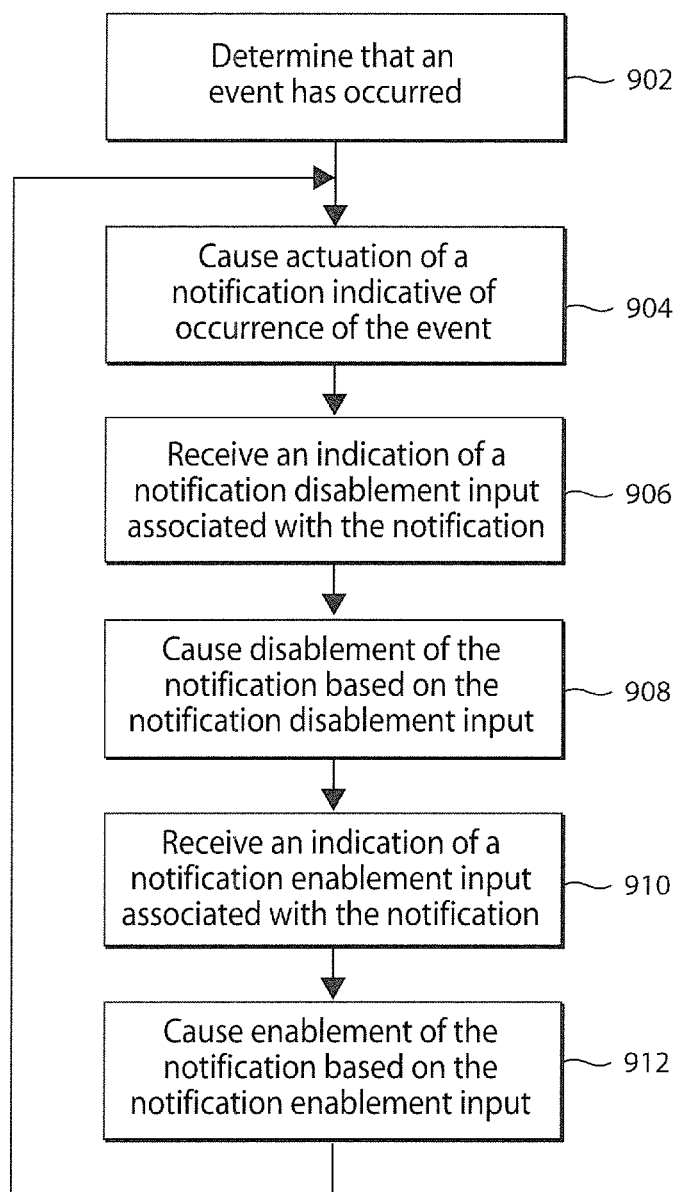 Determine that an
event has occurred
902
Cause actuation of a
notification indicative of
occurrence of the event
904
Receive an indication of a
notification disablement input
associated with the notification
906
Cause disablement of the
notification based on the
notification disablement input
908
Receive an indication of a
notification enablement input
associated with the notification
910
Cause enablement of the
notification based on the
notification enablement input
912